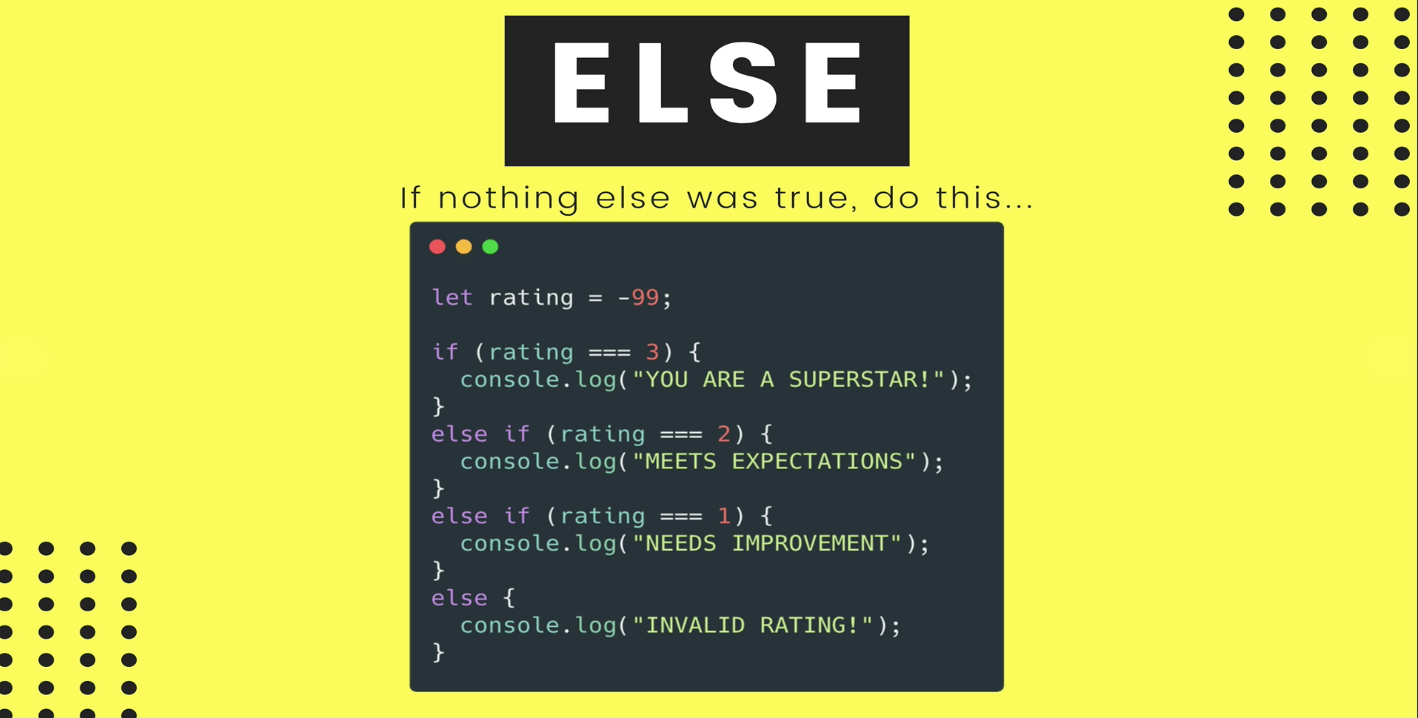 ELSE
If nothing else was true, do this...
let rating = -99;
if (rating === 3) {
  console.log("YOU ARE A SUPERSTAR!");
}
else if (rating === 2) {
  console.log("MEETS EXPECTATIONS");
}
else if (rating === 1) {
  console.log("NEEDS IMPROVEMENT");
}
else {
  console.log("INVALID RATING!");
}